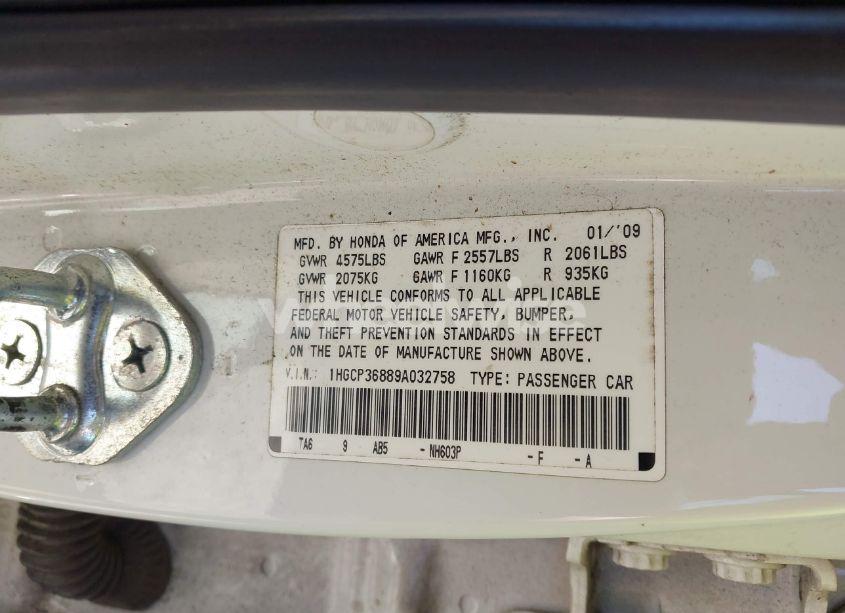 MFD. BY HONDA OF AMERICA MFG., INC. 01/'09
GVWR 4575LBS GAWR F 2557LBS R 2061LBS
GVWR 2075KG GAWR F 1160KG R 935KG
THIS VEHICLE CONFORMS TO ALL APPLICABLE
FEDERAL MOTOR VEHICLE SAFETY, BUMPER,
AND THEFT PREVENTION STANDARDS IN EFFECT
ON THE DATE OF MANUFACTURE SHOWN ABOVE.
V.I.N.: 1HGCP36889A032758 TYPE: PASSENGER CAR
TA6 9 AB5 - NH603P - F - A